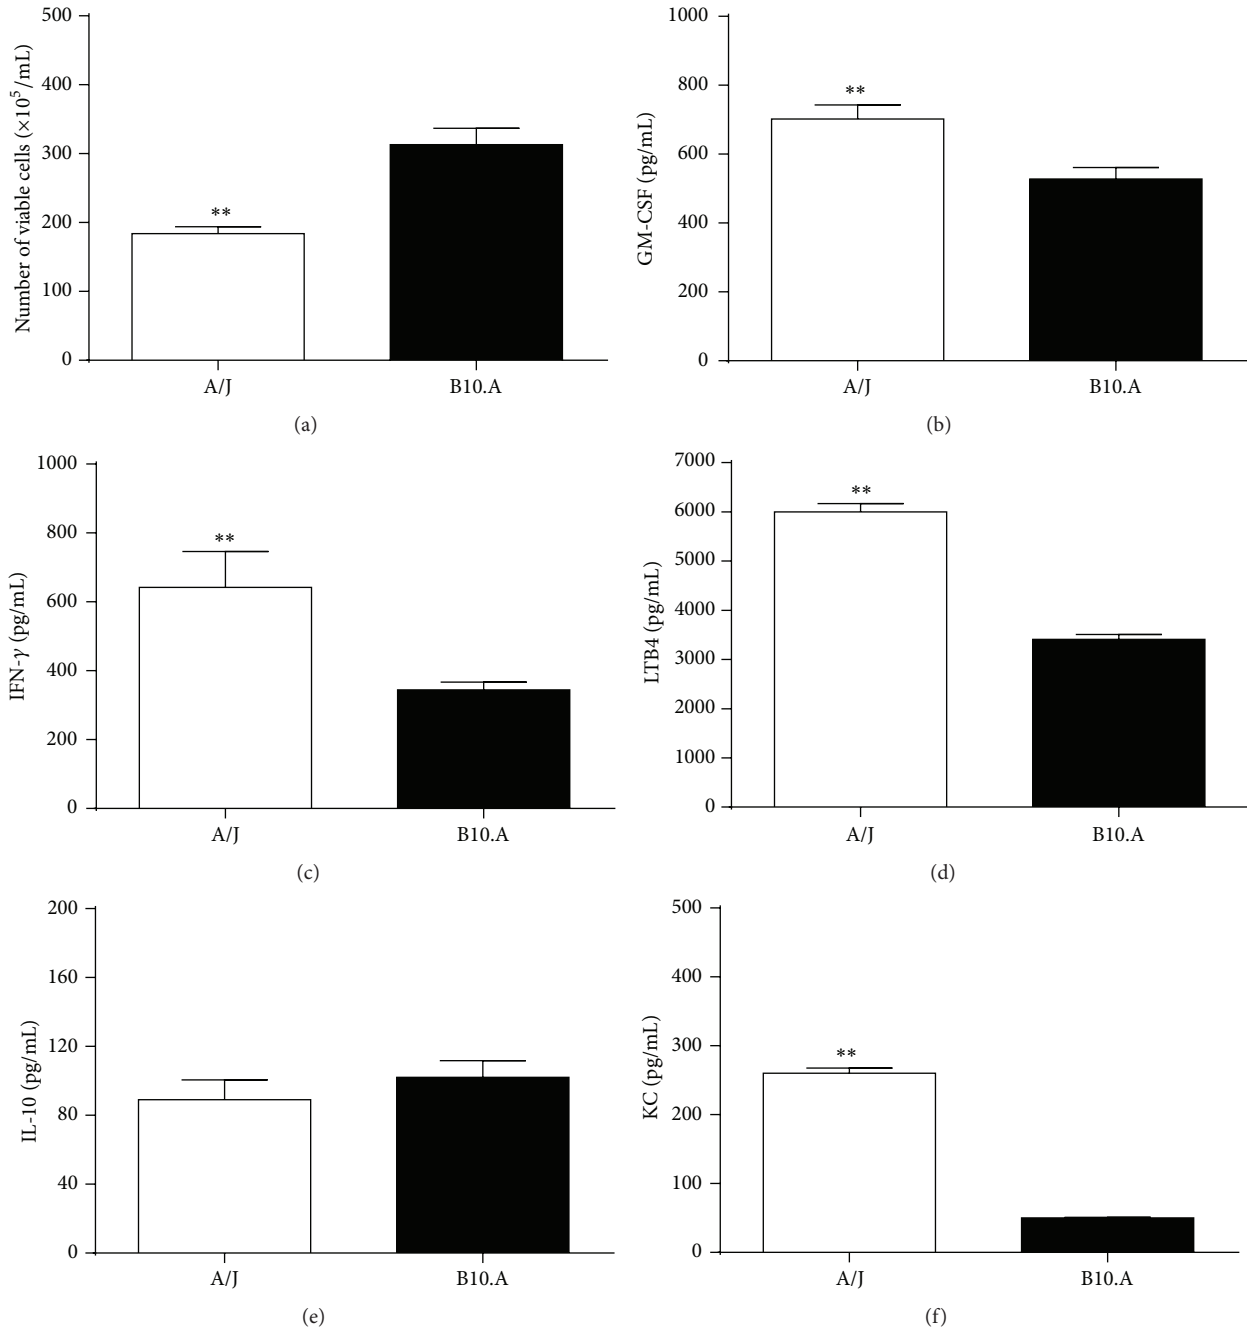 Number of viable cells (×10⁵/mL)
500
400
300
200
100
0
**
A/J
B10.A
(a)
GM-CSF (pg/mL)
1000
800
600
400
200
0
**
A/J
B10.A
(b)
IFN-γ (pg/mL)
1000
800
600
400
200
0
**
A/J
B10.A
(c)
LTB4 (pg/mL)
7000
6000
5000
4000
3000
2000
1000
0
**
A/J
B10.A
(d)
IL-10 (pg/mL)
200
160
120
80
40
0
A/J
B10.A
(e)
KC (pg/mL)
500
400
300
200
100
0
**
A/J
B10.A
(f)